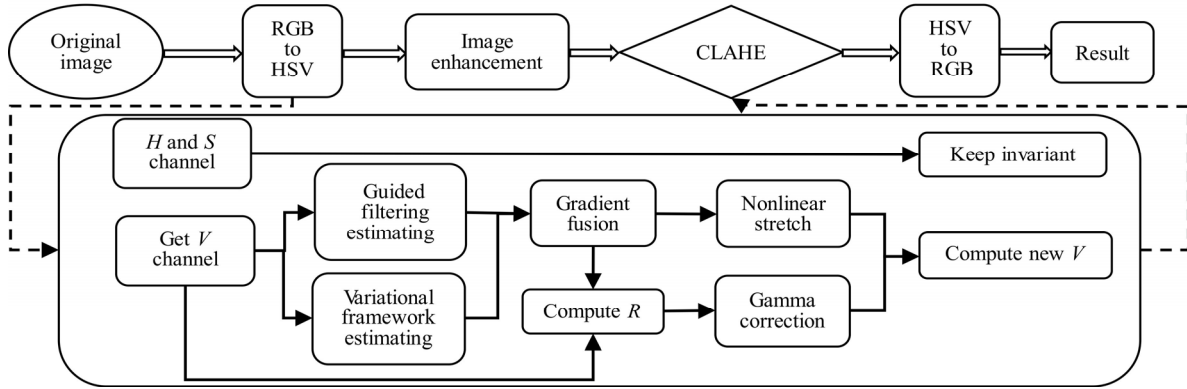 Original
image
RGB
to
HSV
Image
enhancement
CLAHE
HSV
to
RGB
Result
H and S
channel
Keep invariant
Guided
filtering
estimating
Gradient
fusion
Nonlinear
stretch
Get V
channel
Compute new V
Variational
framework
estimating
Compute R
Gamma
correction